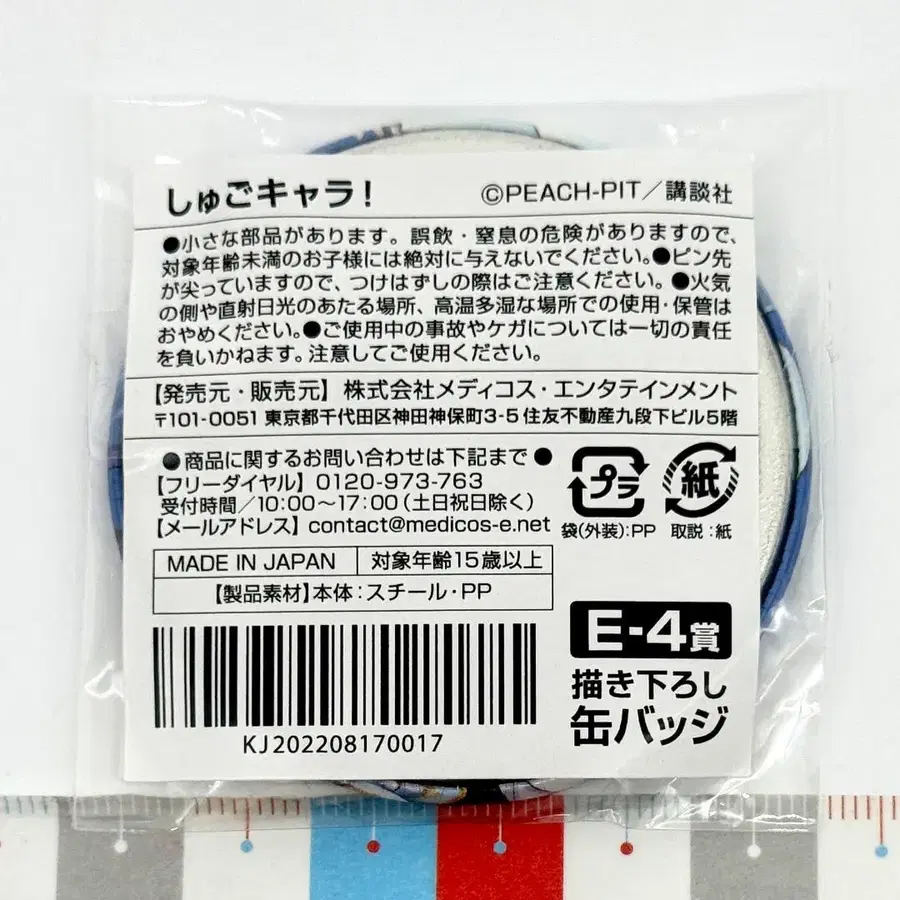 しゅごキャラ!
©PEACH-PIT/講談社
●小さな部品があります。誤飲・窒息の危険がありますので、
対象年齢未満のお子様には絶対に与えないでください。●ピン先
が尖っていますので、つけはずしの際はご注意ください。●火気
の側や直射日光のあたる場所、高温多湿な場所での使用・保管は
おやめください。●ご使用中の事故やケガについては一切の責任
を負いかねます。注意してご使用ください。
【発売元・販売元】株式会社メディコス・エンタテインメント
〒101-0051 東京都千代田区神田神保町3-5 住友不動産九段下ビル5階
●商品に関するお問い合わせは下記まで●
【フリーダイヤル】0120-973-763
受付時間/10:00〜17:00(土日祝日除く)
【メールアドレス】contact@medicos-e.net
プラ
袋(外装):PP
紙
取説:紙
MADE IN JAPAN
対象年齢15歳以上
【製品素材】本体:スチール・PP
KJ202208170017
E-4賞
描き下ろし
缶バッジ